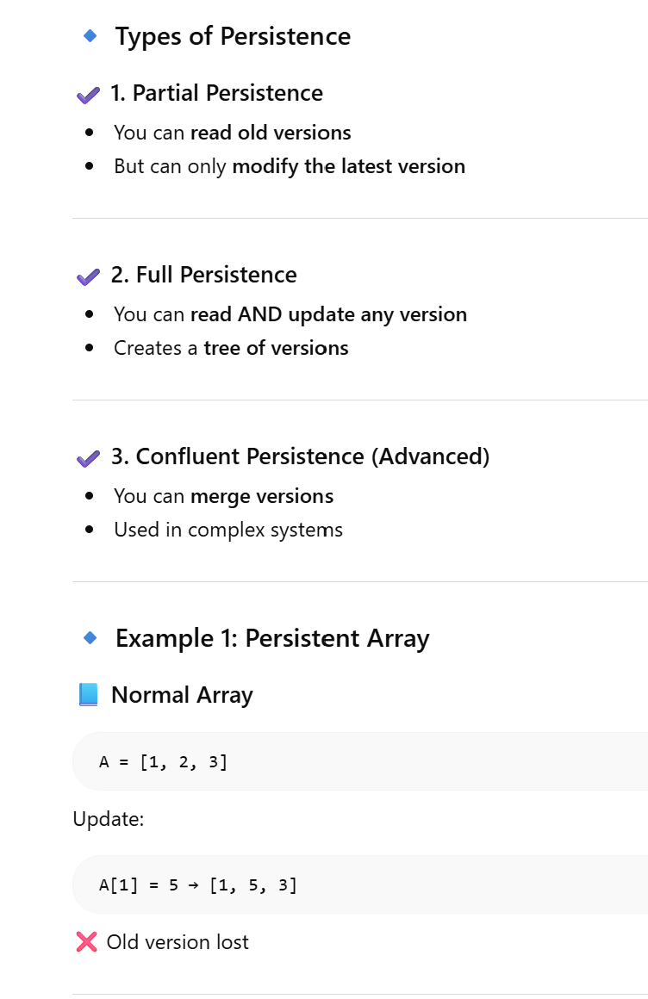 Types of Persistence
1. Partial Persistence
You can read old versions
But can only modify the latest version
2. Full Persistence
You can read AND update any version
Creates a tree of versions
3. Confluent Persistence (Advanced)
You can merge versions
Used in complex systems
Example 1: Persistent Array
Normal Array
A = [1, 2, 3]
Update:
A[1] = 5 → [1, 5, 3]
Old version lost